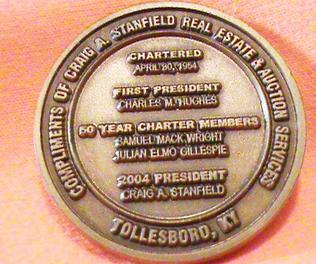 COMPLIMENTS OF CRAIG A. STANFIELD REAL ESTATE & AUCTION SERVICES
CHARTERED
APRIL 30, 1954
FIRST PRESIDENT
CHARLES M. HUGHES
50 YEAR CHARTER MEMBERS
SAMUEL MACK WRIGHT
JULIAN ELMO GILLESPIE
2004 PRESIDENT
CRAIG A. STANFIELD
TOLLESBORO, KY